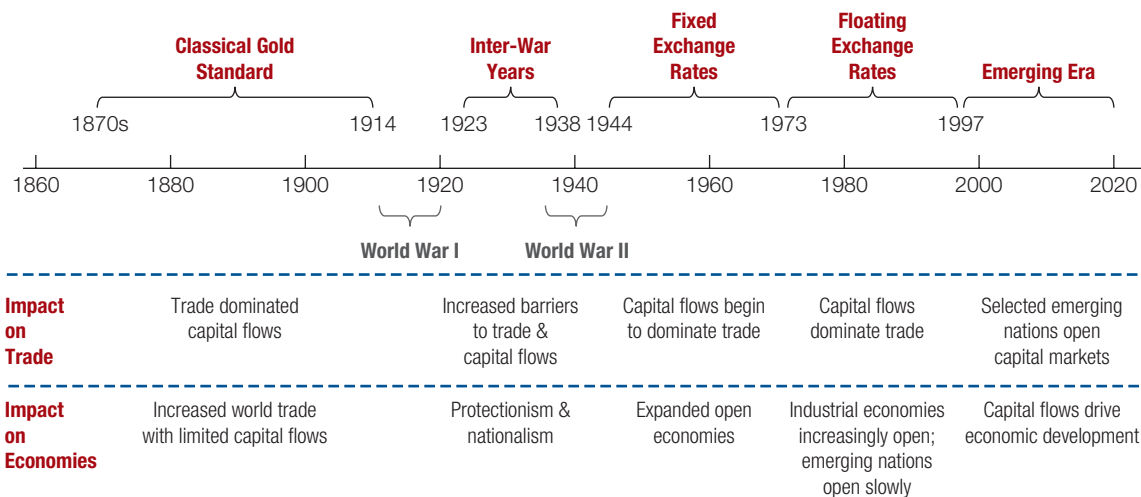 Classical Gold
Standard
Inter-War
Years
Fixed
Exchange
Rates
Floating
Exchange
Rates
Emerging Era
1870s 1914 1923 1938 1944 1973 1997
1860 1880 1900 1920 1940 1960 1980 2000 2020
World War I World War II
Impact
on
Trade
Trade dominated
capital flows
Increased barriers
to trade &
capital flows
Capital flows begin
to dominate trade
Capital flows
dominate trade
Selected emerging
nations open
capital markets
Impact
on
Economies
Increased world trade
with limited capital flows
Protectionism &
nationalism
Expanded open
economies
Industrial economies
increasingly open;
emerging nations
open slowly
Capital flows drive
economic development